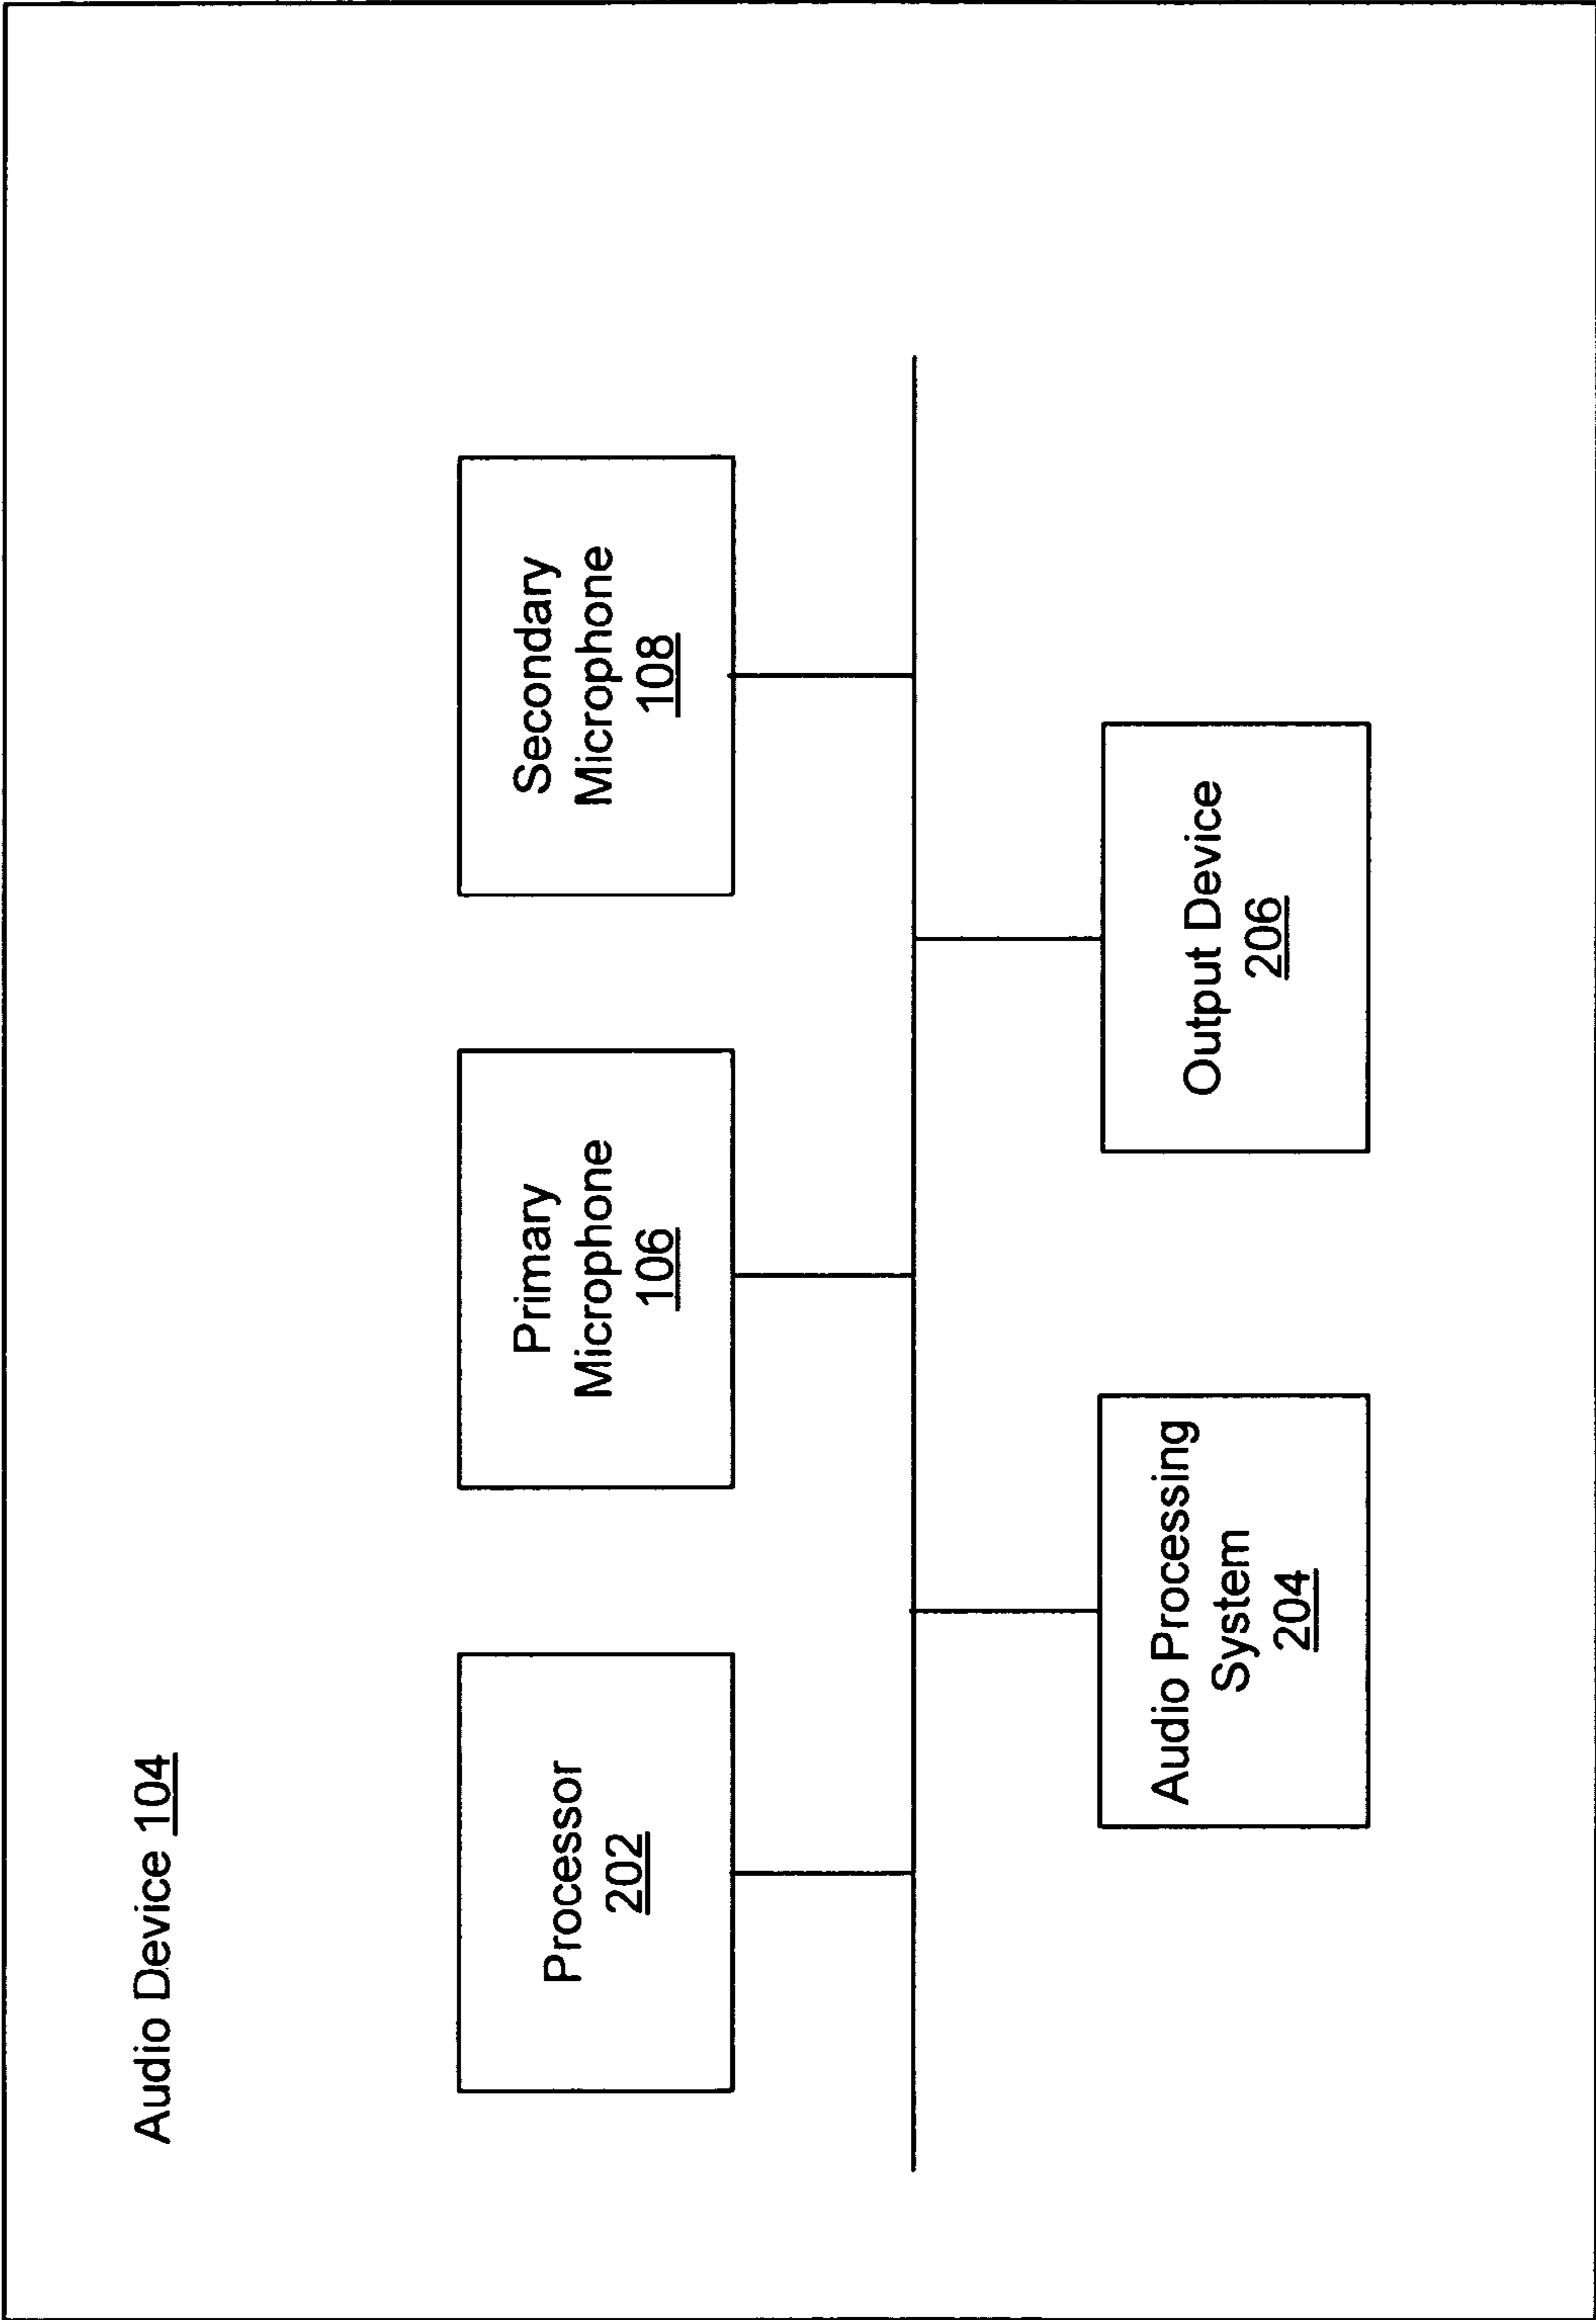 Audio Device 104
Processor
202
Primary
Microphone
106
Secondary
Microphone
108
Audio Processing
System
204
Output Device
206